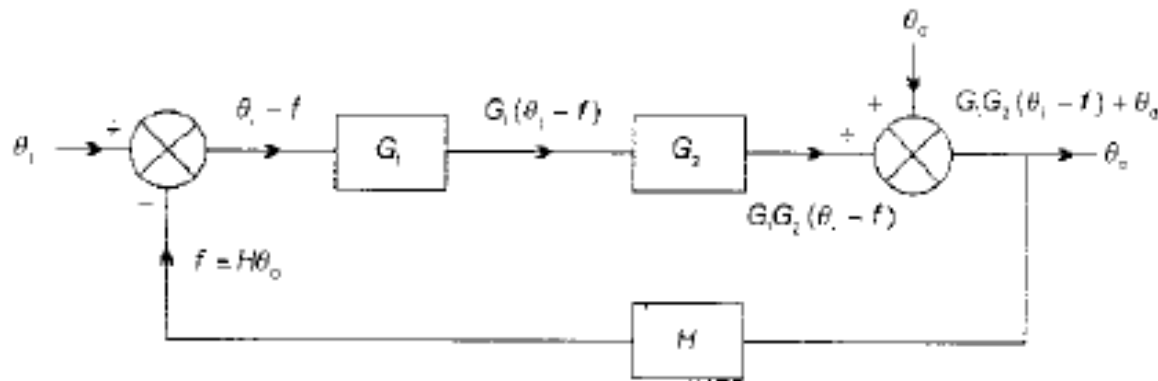 θd
θi − f
G1(θi − f)
+
G1G2(θi − f) + θd
θi
+
G1
G2
+
θo
−
G1G2(θi − f)
f = Hθo
H